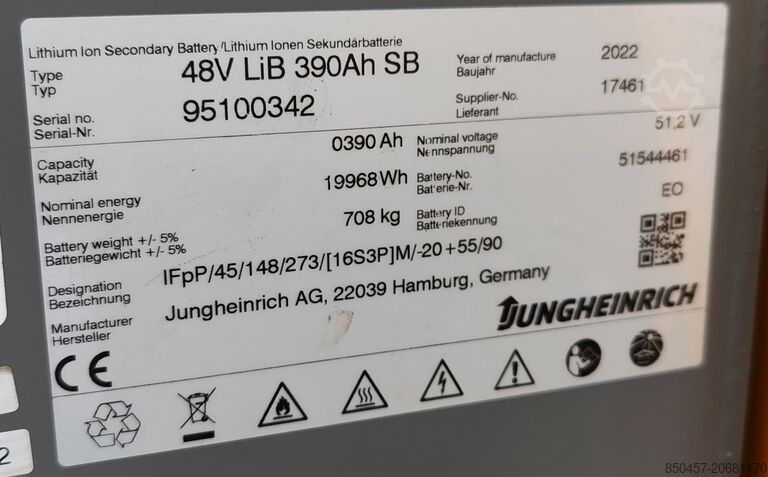 Lithium Ion Secondary Battery/Lithium Ionen Sekundärbatterie
Type 48V LiB 390Ah SB Year of manufacture 2022
Typ Baujahr
Serial no. 95100342 Supplier-No. 17461
Serial-Nr. Lieferant
Capacity 0390 Ah Nominal voltage 51,2 V
Kapazität Nennspannung
Nominal energy 19968Wh Battery-No. 51544461
Nennenergie Batterie-Nr.
Battery weight +/- 5% 708 kg Battery ID EO
Batteriegewicht +/- 5% Batteriekennung
Designation IFpP/45/148/273/[16S3P]M/-20+55/90
Bezeichnung
Manufacturer Jungheinrich AG, 22039 Hamburg, Germany
Hersteller
JUNGHEINRICH
CE
2
850457-20681170